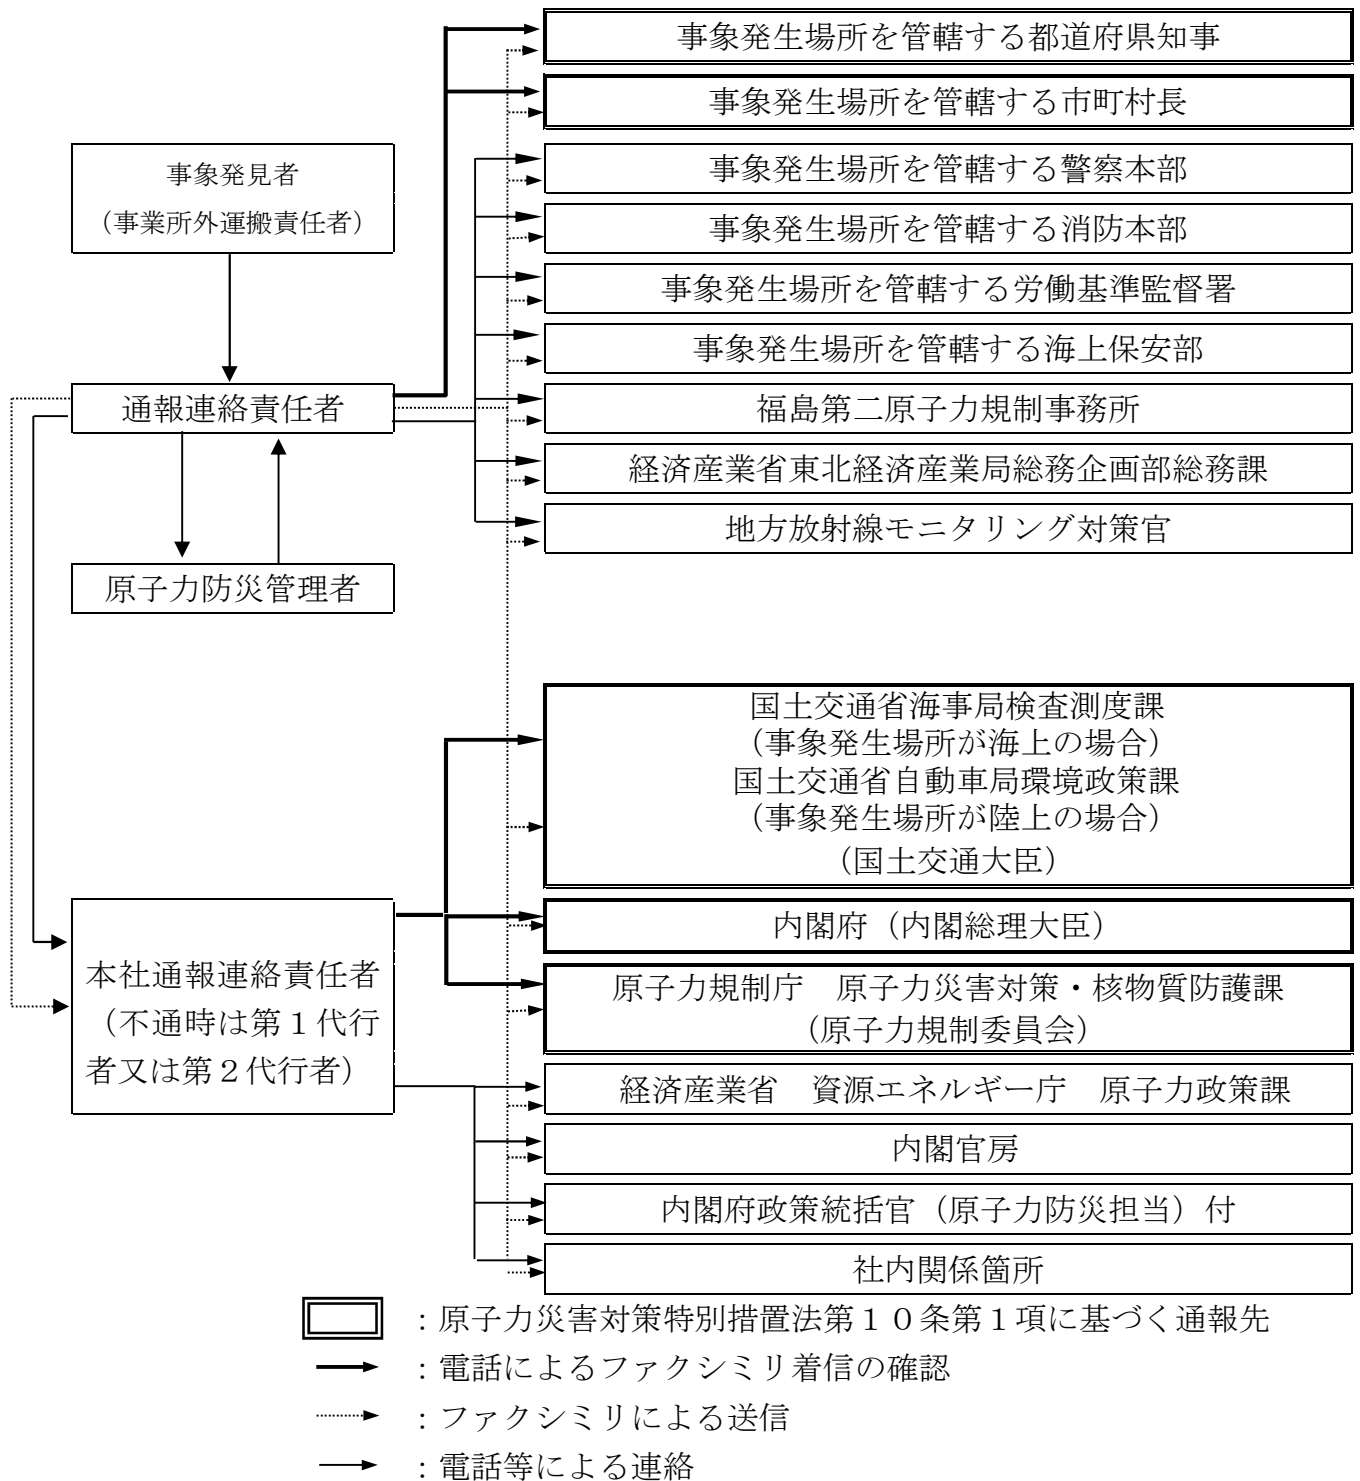 事象発生場所を管轄する都道府県知事
事象発生場所を管轄する市町村長
事象発見者
（事業所外運搬責任者）
事象発生場所を管轄する警察本部
事象発生場所を管轄する消防本部
事象発生場所を管轄する労働基準監督署
事象発生場所を管轄する海上保安部
通報連絡責任者
福島第二原子力規制事務所
経済産業省東北経済産業局総務企画部総務課
地方放射線モニタリング対策官
原子力防災管理者
国土交通省海事局検査測度課
（事象発生場所が海上の場合）
国土交通省自動車局環境政策課
（事象発生場所が陸上の場合）
（国土交通大臣）
内閣府（内閣総理大臣）
本社通報連絡責任者
（不通時は第１代行
者又は第２代行者）
原子力規制庁　原子力災害対策・核物質防護課
（原子力規制委員会）
経済産業省　資源エネルギー庁　原子力政策課
内閣官房
内閣府政策統括官（原子力防災担当）付
社内関係箇所
：原子力災害対策特別措置法第１０条第１項に基づく通報先
：電話によるファクシミリ着信の確認
：ファクシミリによる送信
：電話等による連絡